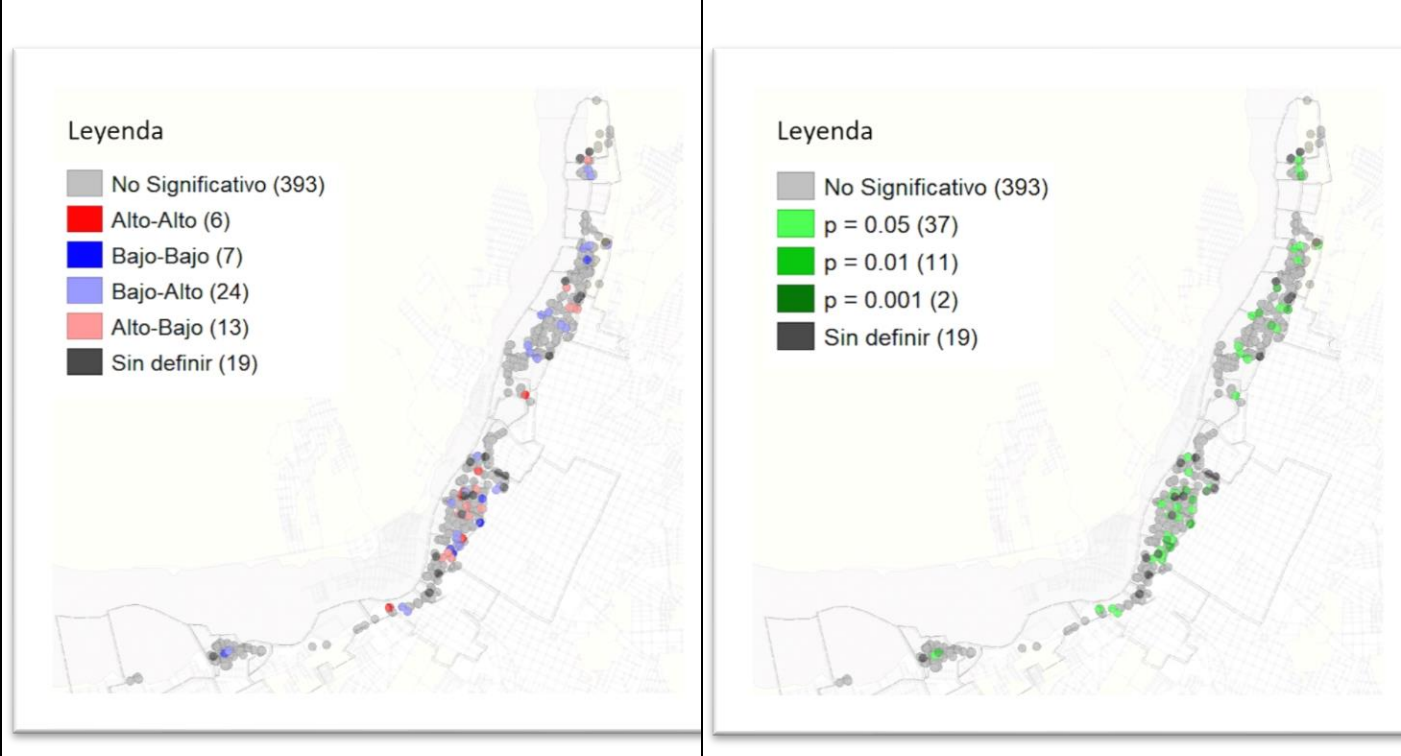 Leyenda
No Significativo (393)
Alto-Alto (6)
Bajo-Bajo (7)
Bajo-Alto (24)
Alto-Bajo (13)
Sin definir (19)
Leyenda
No Significativo (393)
p = 0.05 (37)
p = 0.01 (11)
p = 0.001 (2)
Sin definir (19)